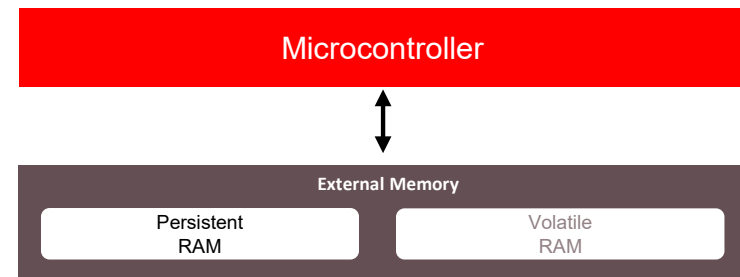 Microcontroller
External Memory
Persistent
RAM
Volatile
RAM